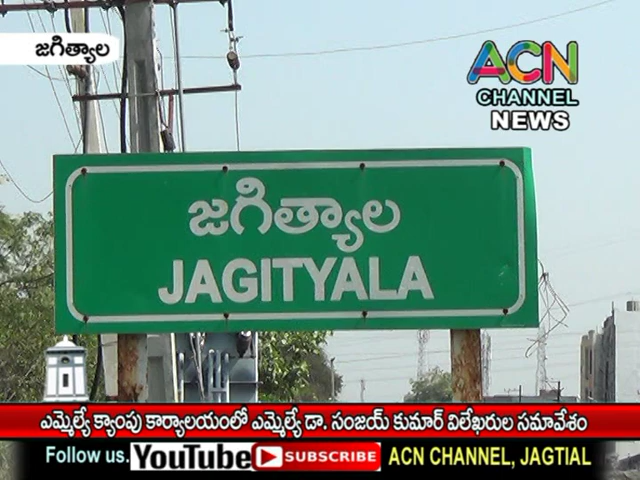 జగిత్యాల
ACN
CHANNEL
NEWS
జగిత్యాల
JAGITYALA
ఎమ్మెల్యే క్యాంపు కార్యాలయంలో ఎమ్మెల్యే డా. సంజయ్ కుమార్ విలేఖరుల సమావేశం
Follow us. YouTube SUBSCRIBE ACN CHANNEL, JAGTIAL